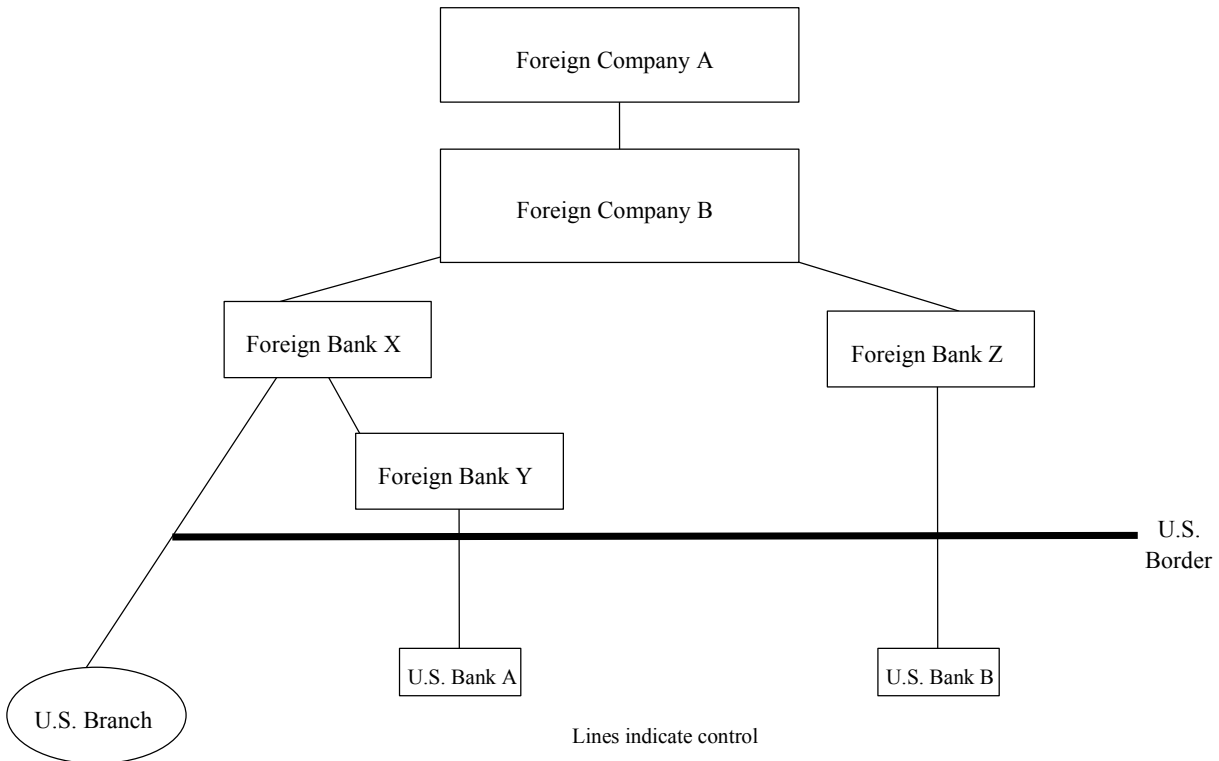 Foreign Company A
Foreign Company B
Foreign Bank X
Foreign Bank Z
Foreign Bank Y
U.S.
Border
U.S. Bank A
U.S. Bank B
U.S. Branch
Lines indicate control